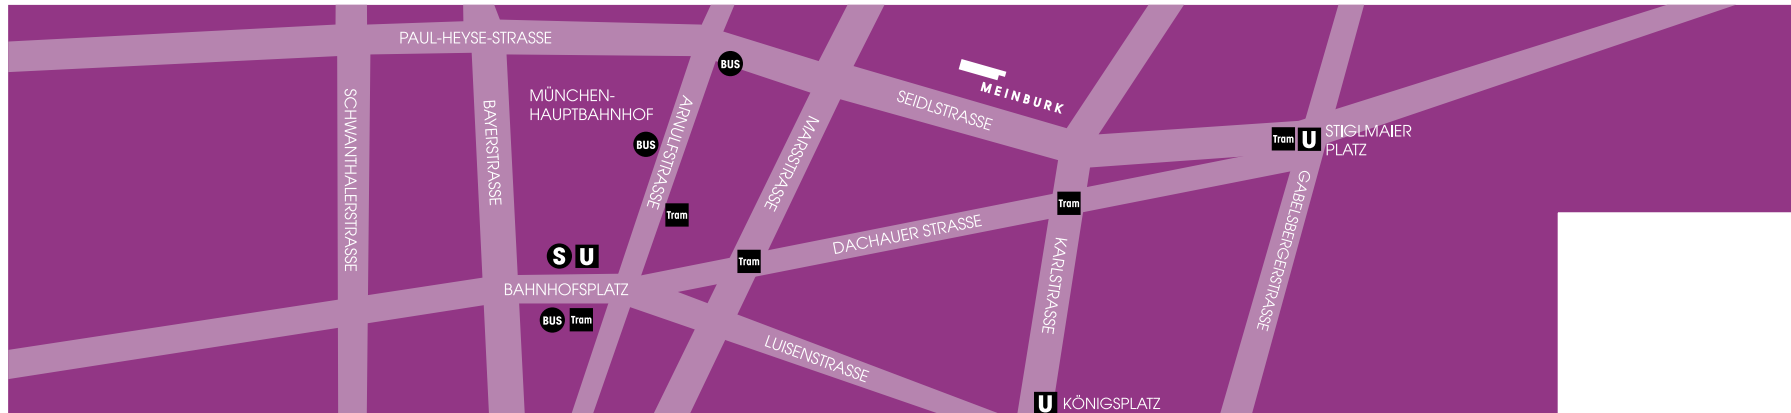 PAUL-HEYSE-STRASSE
BUS
MÜNCHEN-
HAUPTBAHNHOF
SCHWANTHALERSTRASSE
BAYERSTRASSE
ARNULFSTRASSE
MARSSTRASSE
SEIDLSTRASSE
MEINBURK
BUS
Tram U STIGLMAIER
PLATZ
Tram
Tram
GABELSBERGERSTRASSE
DACHAUER STRASSE
KARLSTRASSE
S U
Tram
BAHNHOFSPLATZ
BUS Tram
LUISENSTRASSE
U KÖNIGSPLATZ